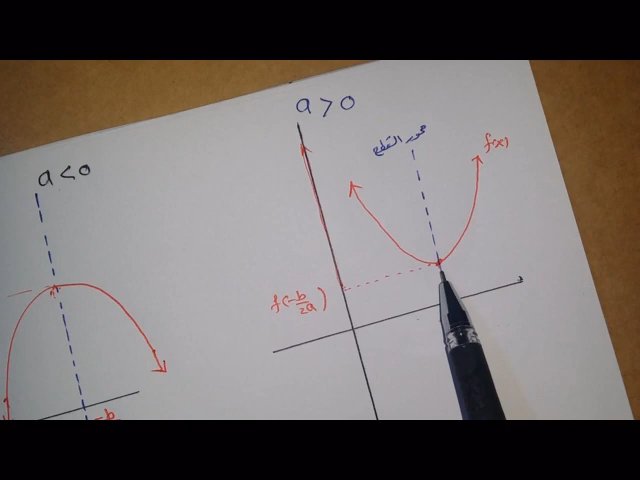 a > 0
محور التماثل
f(x)
f(-b/2a)
a < 0
-b